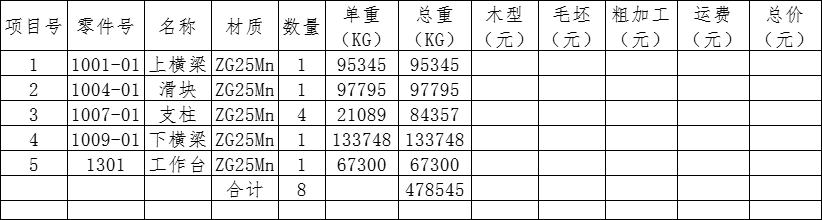 项目号 零件号 名称 材质 数量 单重（KG） 总重（KG） 木型（元） 毛坯（元） 粗加工（元） 运费（元） 总价（元）
1 1001-01 上横梁 ZG25Mn 1 95345 95345
2 1004-01 滑块 ZG25Mn 1 97795 97795
3 1007-01 支柱 ZG25Mn 4 21089 84357
4 1009-01 下横梁 ZG25Mn 1 133748 133748
5 1301 工作台 ZG25Mn 1 67300 67300
合计 8 478545